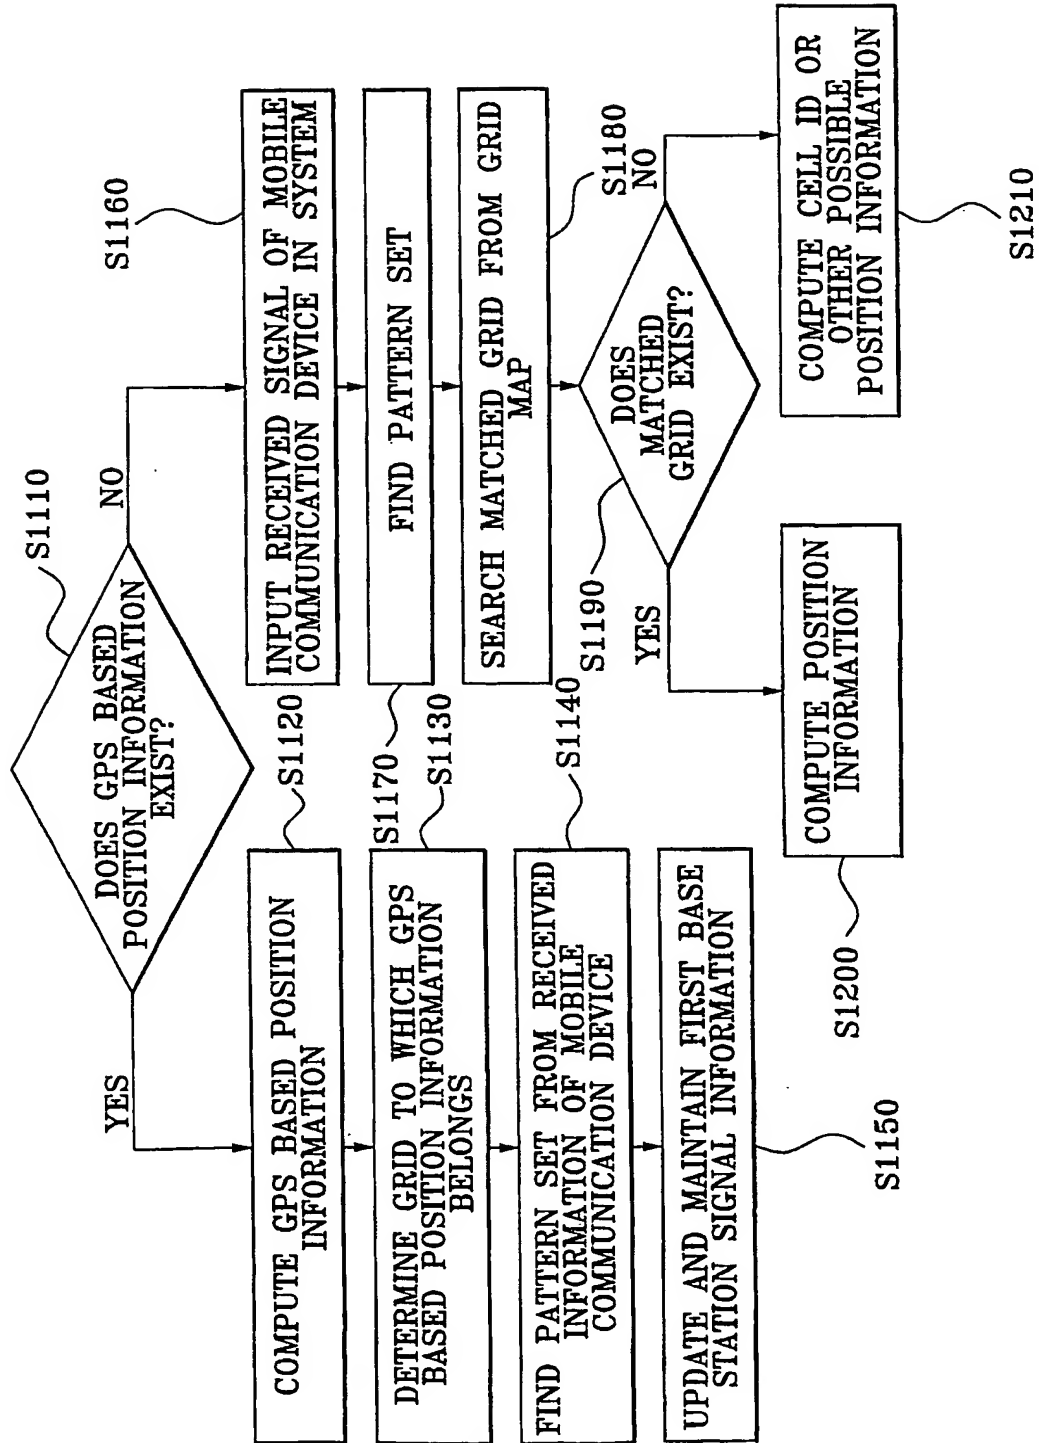 S1110
DOES GPS BASED
POSITION INFORMATION
EXIST?
YES
NO
S1120
COMPUTE GPS BASED POSITION
INFORMATION
S1130
DETERMINE GRID TO WHICH GPS
BASED POSITION INFORMATION
BELONGS
S1140
FIND PATTERN SET FROM RECEIVED
INFORMATION OF MOBILE
COMMUNICATION DEVICE
UPDATE AND MAINTAIN FIRST BASE
STATION SIGNAL INFORMATION
S1150
S1160
INPUT RECEIVED SIGNAL OF MOBILE
COMMUNICATION DEVICE IN SYSTEM
S1170
FIND PATTERN SET
SEARCH MATCHED GRID FROM GRID
MAP
S1180
S1190
DOES
MATCHED
GRID EXIST?
YES
NO
COMPUTE POSITION
INFORMATION
S1200
COMPUTE CELL ID OR
OTHER POSSIBLE
POSITION INFORMATION
S1210